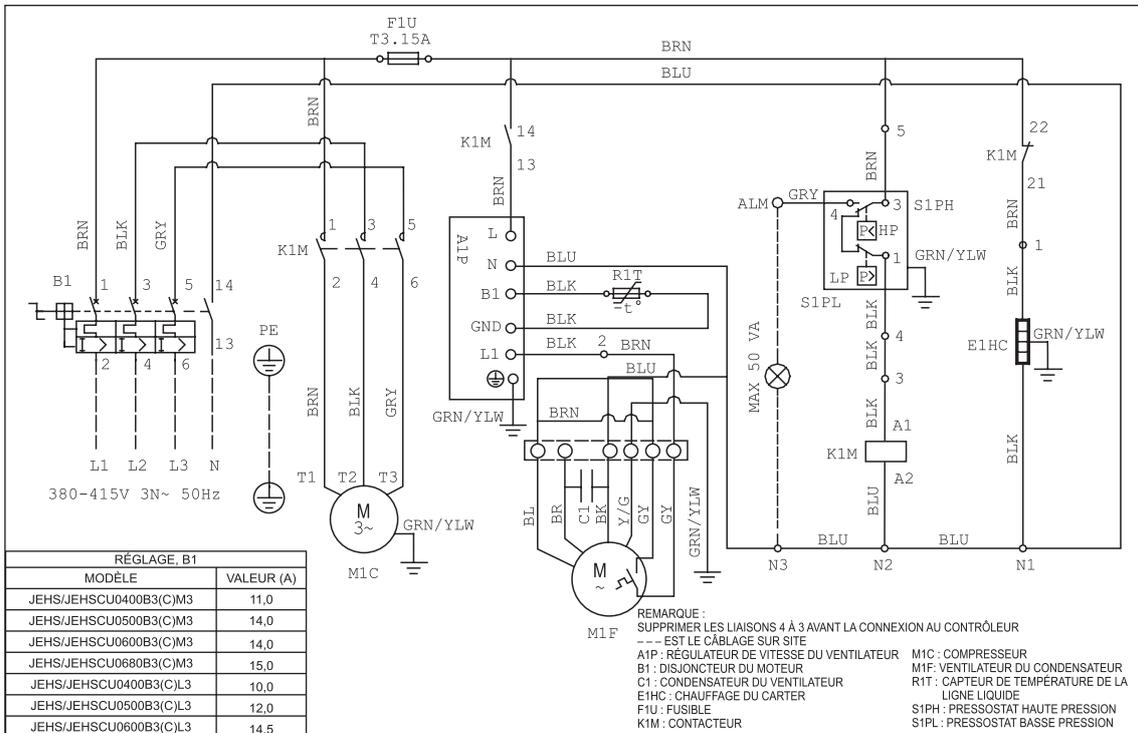 F1U
T3.15A
BRN
BLU
BRN
K1M
14
13
BRN
5
BRN
22
K1M
21
BRN
BRN
BLK
GRY
1
3
5
K1M
2
4
6
A1P
L
N
B1
GND
L1
BLU
BLK
R1T
-t°
BLK
BLK
2
BRN
BLU
BRN
GRN/YLW
ALM
GRY
4
3
S1PH
P<
HP
1
GRN/YLW
LP
P>
S1PL
1
BLK
E1HC
GRN/YLW
BLK
B1
1
3
5
14
13
2
4
6
PE
BRN
BLK
GRY
L1
L2
L3
N
380-415V 3N~ 50Hz
T1
T2
T3
M
3~
GRN/YLW
M1C
BL
BR
C1
BK
Y/G
GY
GY
GRN/YLW
M
~
M1F
MAX 50 VA
BLK
4
BLK
3
BLK
A1
K1M
A2
BLU
BLU
BLU
N3
N2
N1
RÉGLAGE, B1
MODÈLE VALEUR (A)
JEHS/JEHSCU0400B3(C)M3 11,0
JEHS/JEHSCU0500B3(C)M3 14,0
JEHS/JEHSCU0600B3(C)M3 14,0
JEHS/JEHSCU0680B3(C)M3 15,0
JEHS/JEHSCU0400B3(C)L3 10,0
JEHS/JEHSCU0500B3(C)L3 12,0
JEHS/JEHSCU0600B3(C)L3 14,5
REMARQUE :
SUPPRIMER LES LIAISONS 4 À 3 AVANT LA CONNEXION AU CONTRÔLEUR
--- EST LE CÂBLAGE SUR SITE
A1P : RÉGULATEUR DE VITESSE DU VENTILATEUR
B1 : DISJONCTEUR DU MOTEUR
C1 : CONDENSATEUR DU VENTILATEUR
E1HC : CHAUFFAGE DU CARTER
F1U : FUSIBLE
K1M : CONTACTEUR
M1C : COMPRESSEUR
M1F: VENTILATEUR DU CONDENSATEUR
R1T : CAPTEUR DE TEMPÉRATURE DE LA
LIGNE LIQUIDE
S1PH : PRESSOSTAT HAUTE PRESSION
S1PL : PRESSOSTAT BASSE PRESSION